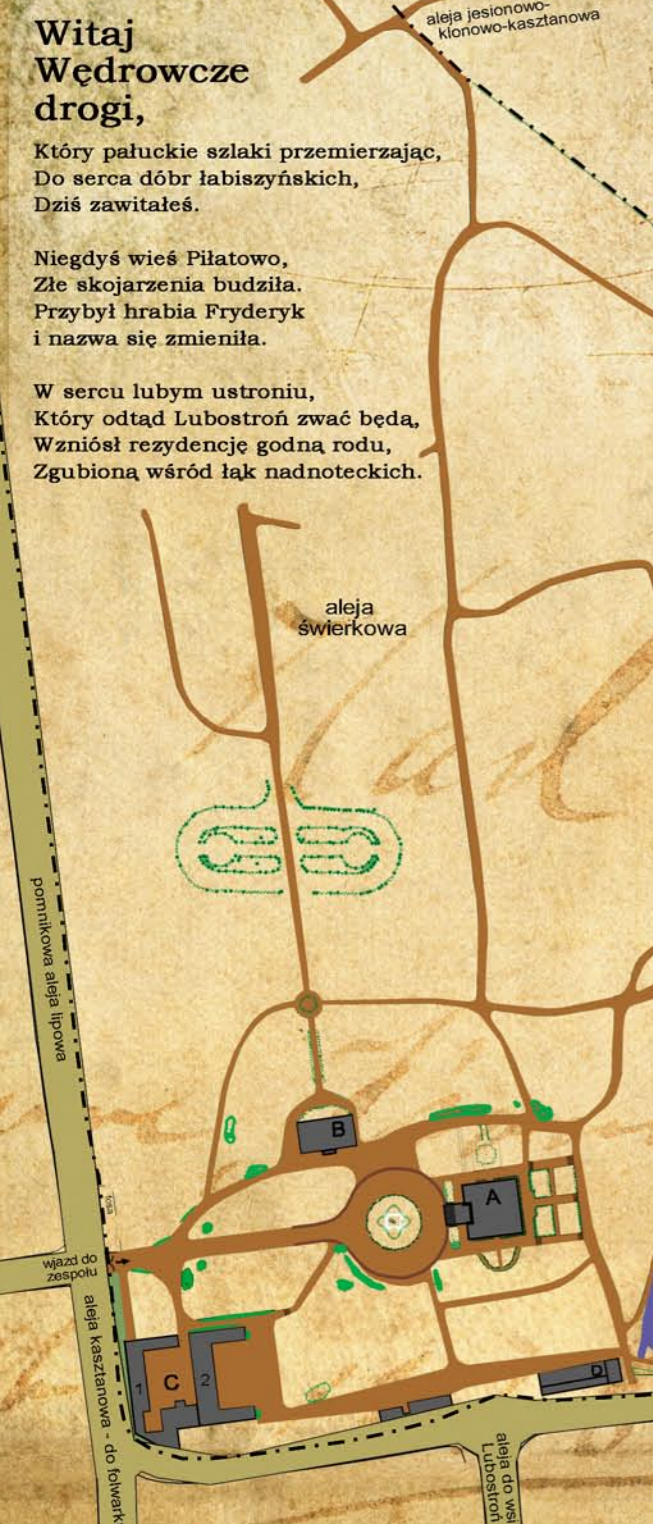 Witaj
Wędrowcze
drogi,
Który pałuckie szlaki przemierzając,
Do serca dóbr łabiszyńskich,
Dziś zawitałeś.
Niegdyś wieś Piłatowo,
Złe skojarzenia budziła.
Przybył hrabia Fryderyk
i nazwa się zmieniła.
W sercu lubym ustroniu,
Który odtąd Lubostroń zwać będą,
Wzniósł rezydencję godną rodu,
Zgubioną wśród łąk nadnoteckich.
aleja jesionowo-
klonowo-kasztanowa
aleja
świerkowa
pomnikowa aleja lipowa
B
A
fosa
wjazd do
zespołu
aleja kasztanowa - do folwark
1
C
2
D
aleja do wsi
Lubostroń